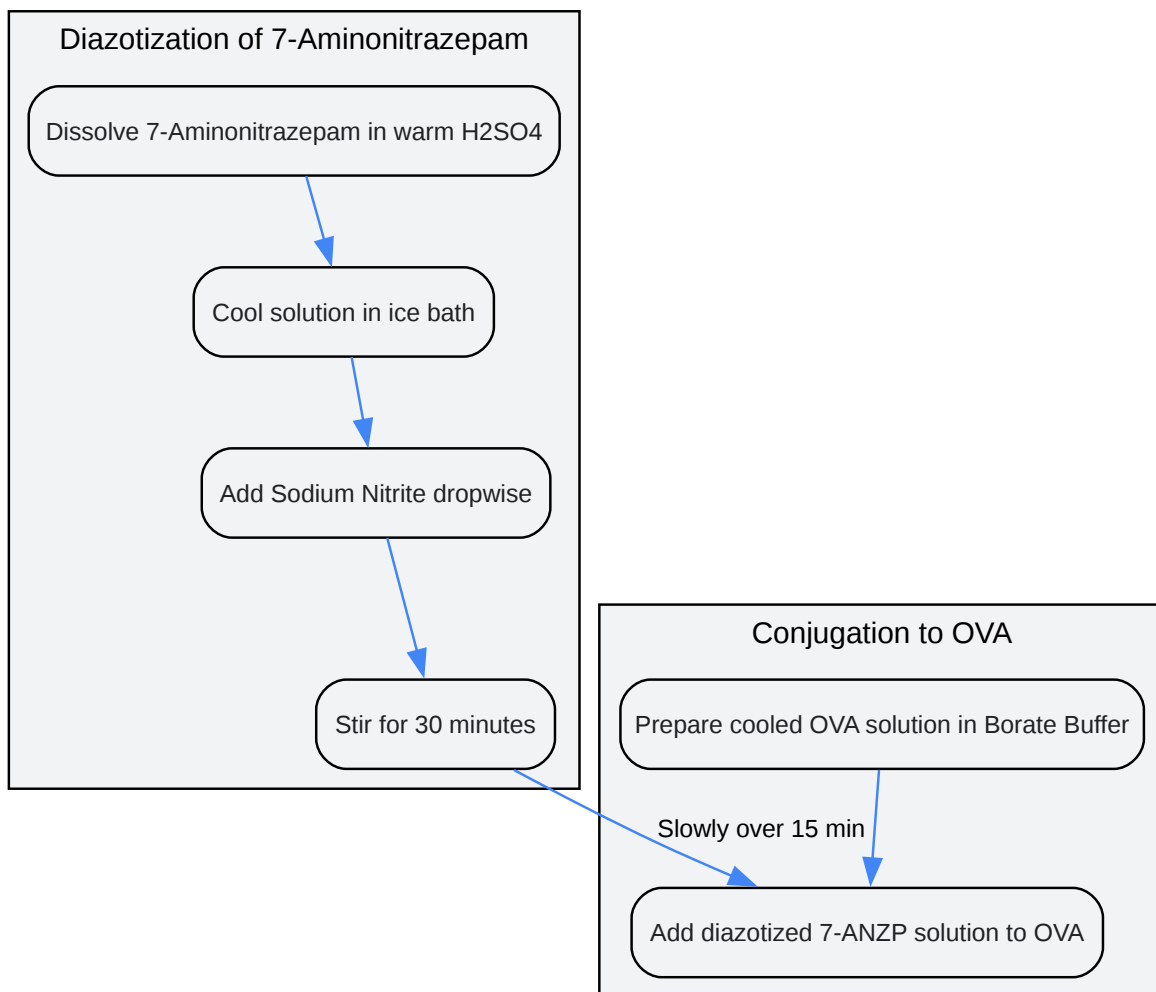 Diazotization of 7-Aminonitrazepam
Dissolve 7-Aminonitrazepam in warm H2SO4
Cool solution in ice bath
Add Sodium Nitrite dropwise
Stir for 30 minutes
Conjugation to OVA
Prepare cooled OVA solution in Borate Buffer
Slowly over 15 min
Add diazotized 7-ANZP solution to OVA